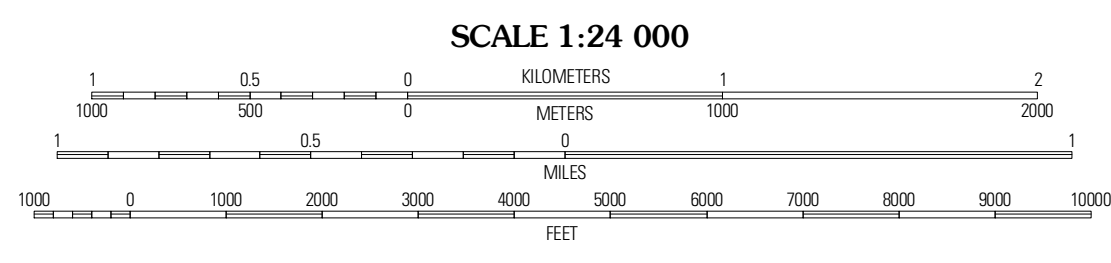 SCALE 1:24 000
1 0.5 0 KILOMETERS 1 2
1000 500 0 METERS 1000 2000
1 0.5 0 1
MILES
1000 0 1000 2000 3000 4000 5000 6000 7000 8000 9000 10000
FEET